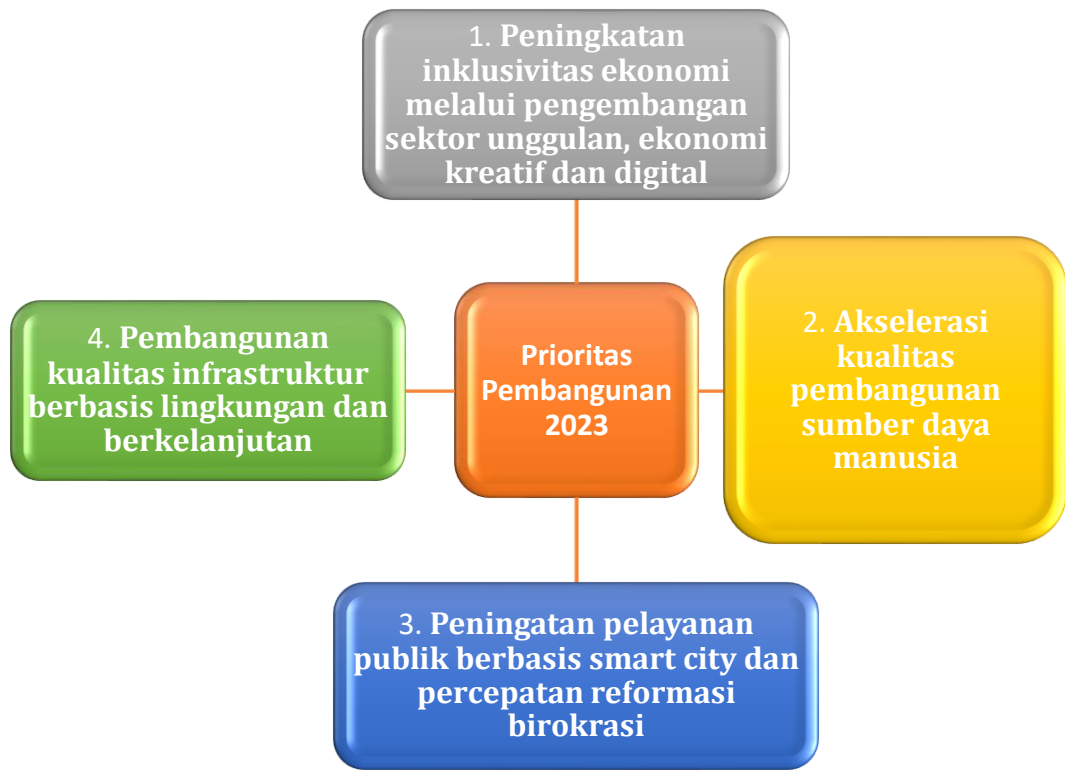 1. Peningkatan
inklusivitas ekonomi
melalui pengembangan
sektor unggulan, ekonomi
kreatif dan digital
Prioritas
Pembangunan
2023
2. Akselerasi
kualitas
pembangunan
sumber daya
manusia
3. Peningatan pelayanan
publik berbasis smart city dan
percepatan reformasi
birokrasi
4. Pembangunan
kualitas infrastruktur
berbasis lingkungan dan
berkelanjutan